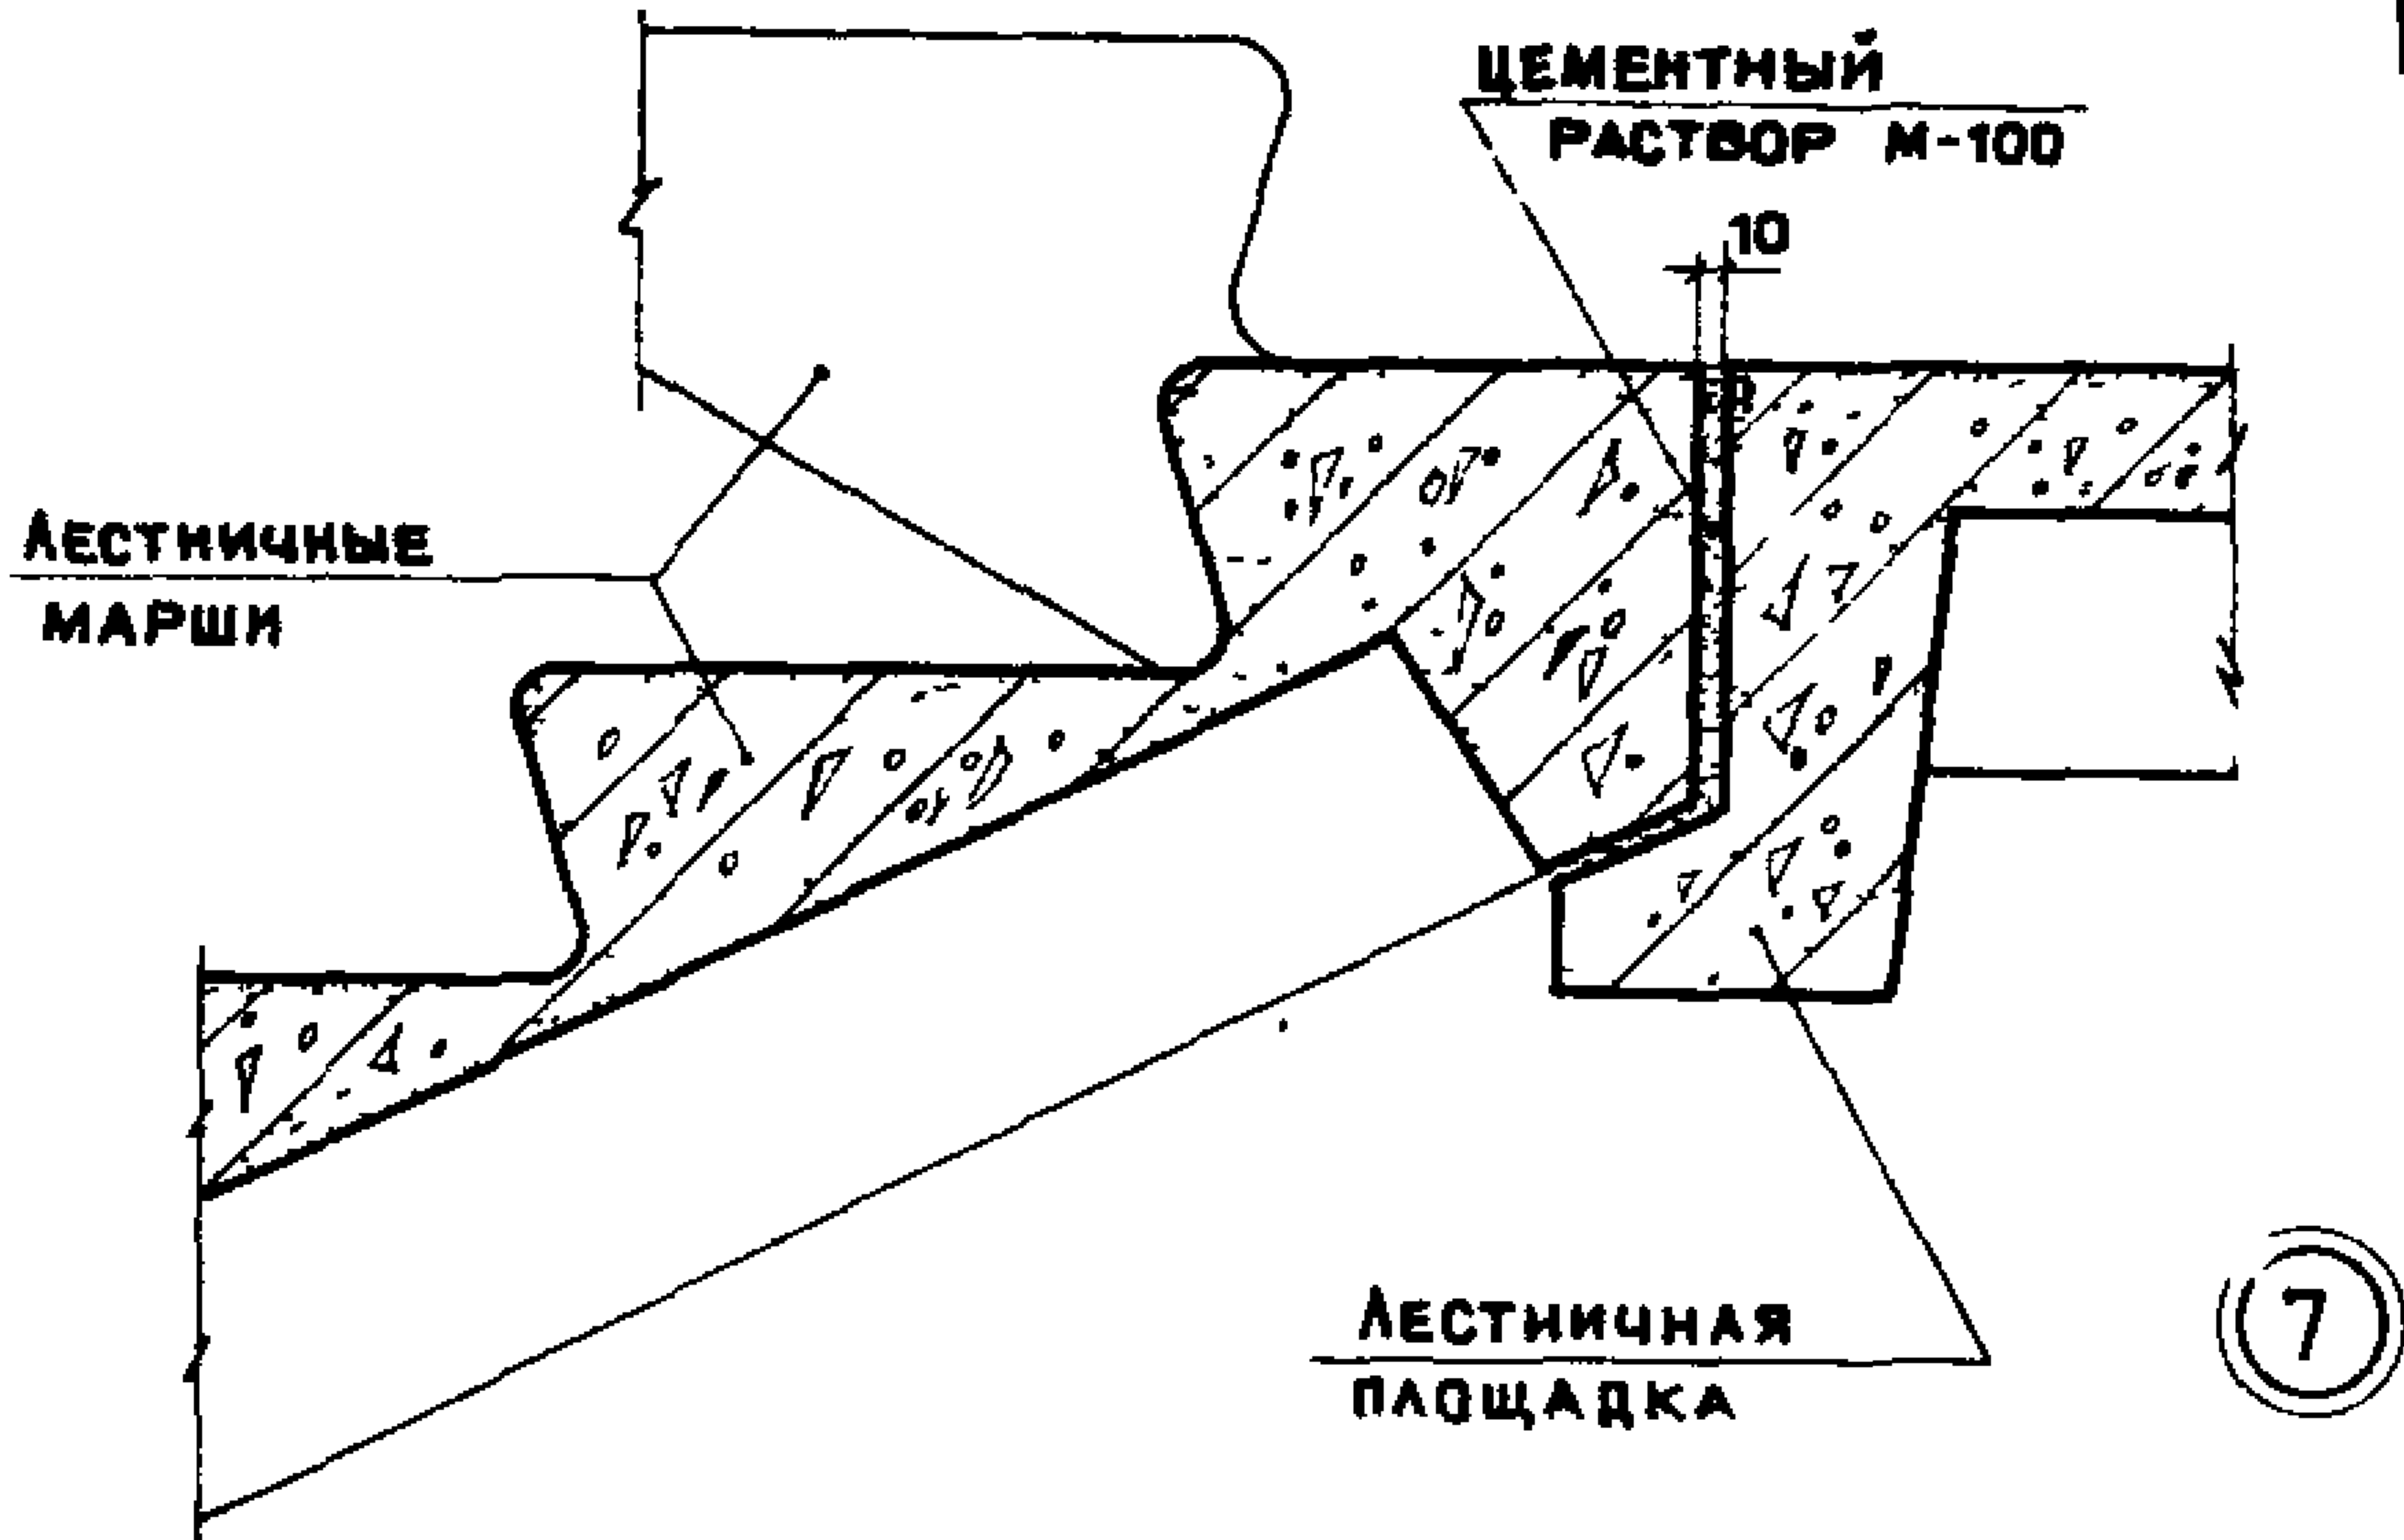 ЦЕМЕНТНЫЙ
РАСТВОР М-100
10
ЛЕСТНИЧНЫЕ
МАРШИ
ЛЕСТНИЧНАЯ
ПЛОЩАДКА
7